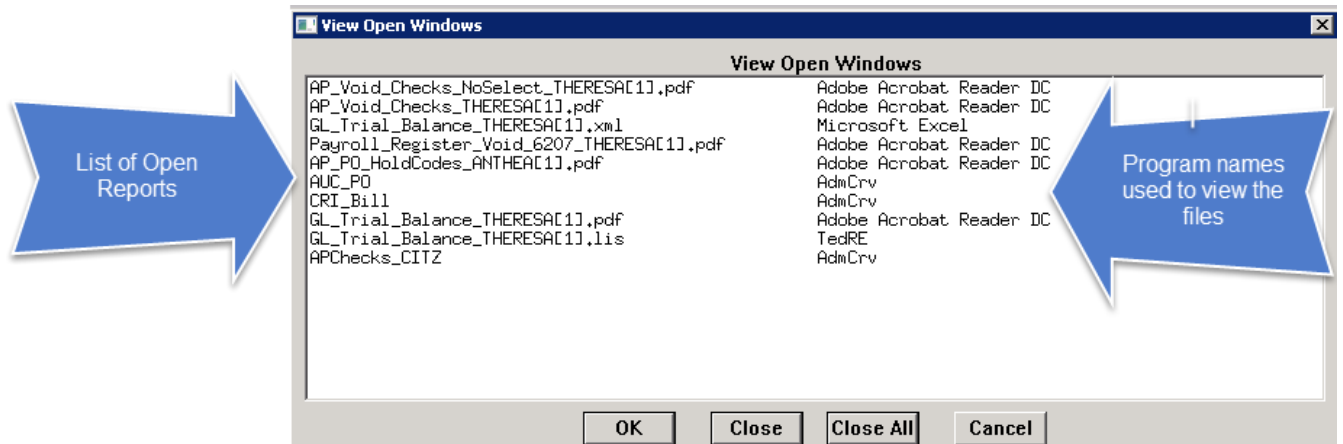 View Open Windows
View Open Windows
AP_Void_Checks_NoSelect_THERESA[1].pdf Adobe Acrobat Reader DC
AP_Void_Checks_THERESA[1].pdf Adobe Acrobat Reader DC
GL_Trial_Balance_THERESA[1].xml Microsoft Excel
Payroll_Register_Void_6207_THERESA[1].pdf Adobe Acrobat Reader DC
AP_PO_HoldCodes_ANTHEA[1].pdf Adobe Acrobat Reader DC
AUC_PO AdmCrv
CRI_Bill AdmCrv
GL_Trial_Balance_THERESA[1].pdf Adobe Acrobat Reader DC
GL_Trial_Balance_THERESA[1].lis TedRE
APChecks_CITZ AdmCrv
List of Open
Reports
Program names
used to view the
files
OK Close Close All Cancel